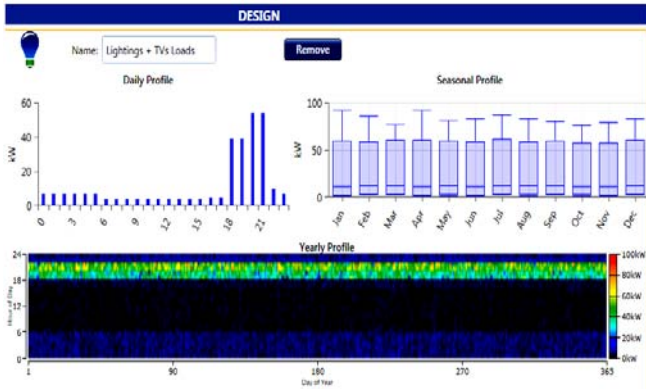 DESIGN
Name: Lightings + TVs Loads
Remove
Daily Profile
60
40
20
0
kW
0 3 6 9 12 15 18 21
Seasonal Profile
100
50
0
kW
Jan Feb Mar Apr May Jun Jul Aug Sep Oct Nov Dec
Yearly Profile
24
18
12
6
0
Hour of Day
1 90 180 270 365
Day of Year
100kW
80kW
60kW
40kW
20kW
0kW